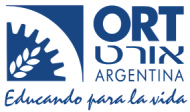 ORT
אורט
ARGENTINA
Educando para la vida